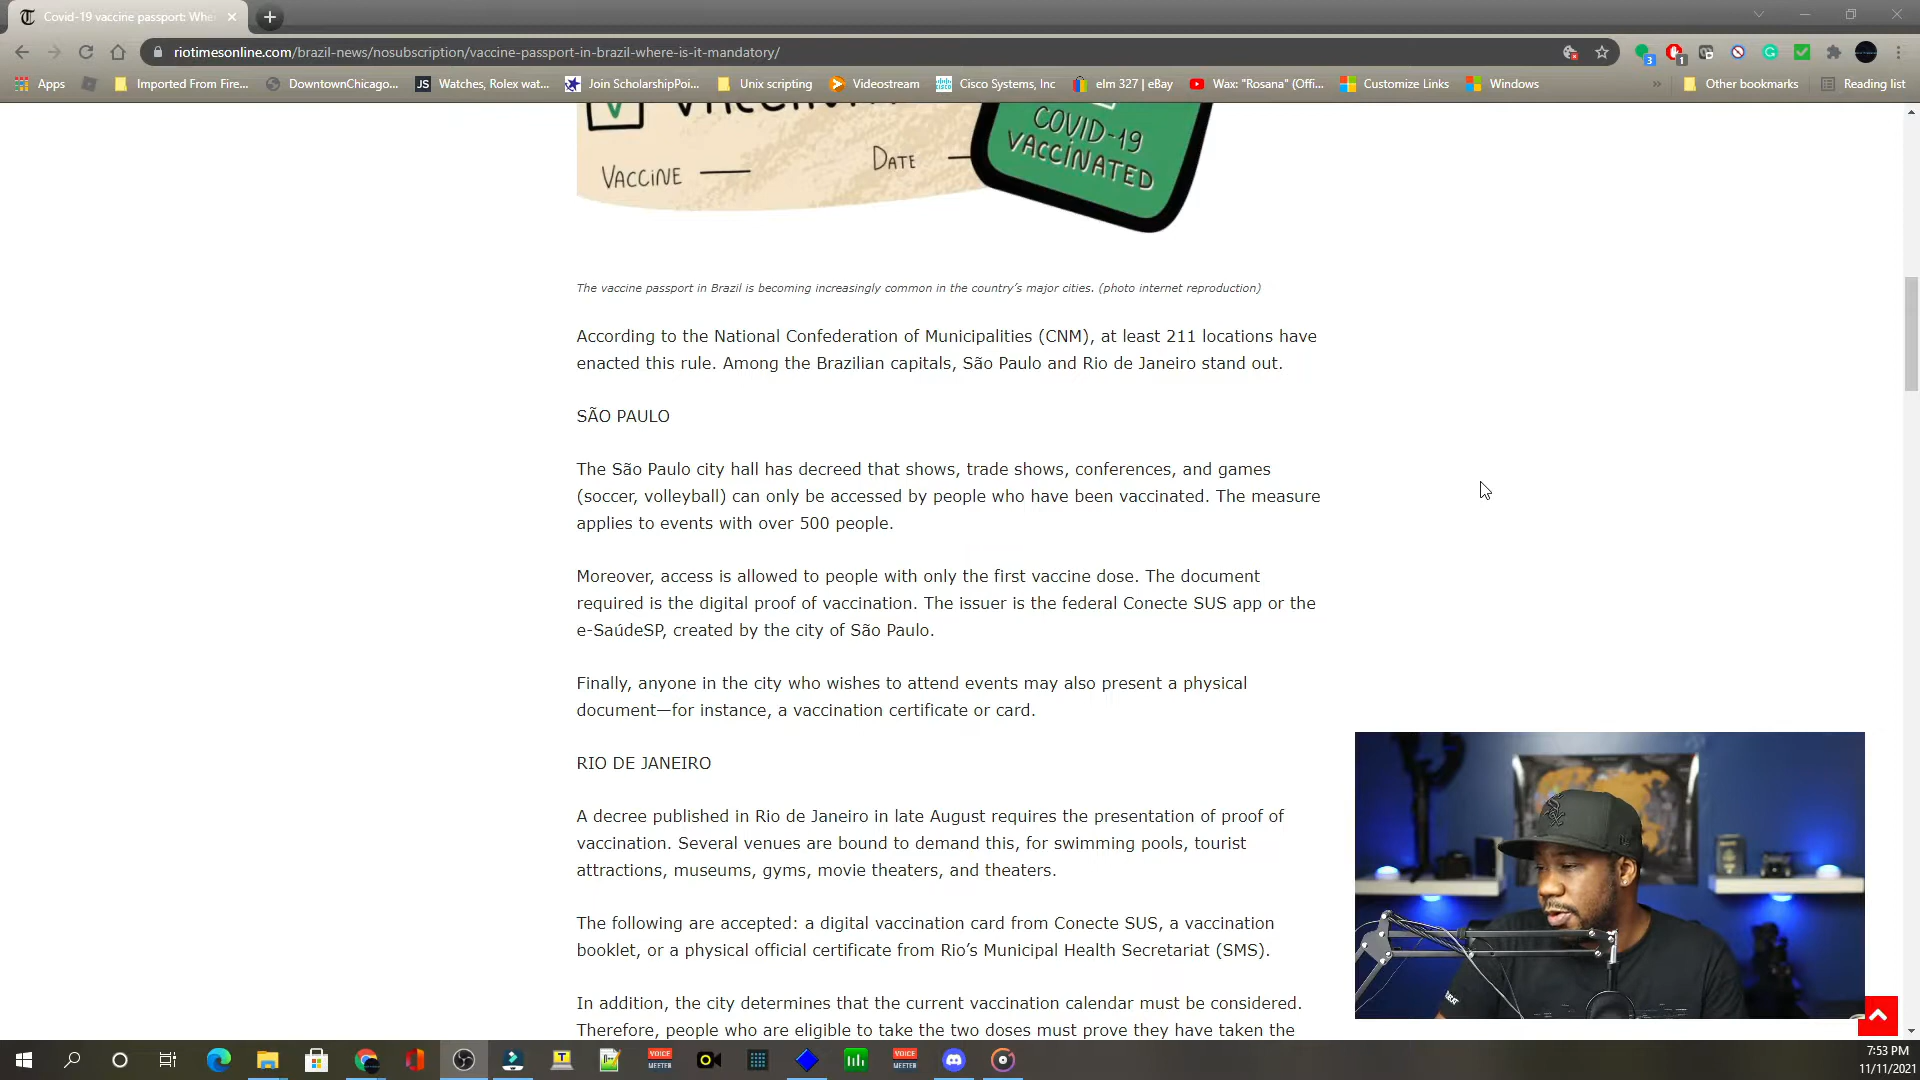 Covid-19 vaccine passport: Whe
riotimesonline.com/brazil-news/nosubscription/vaccine-passport-in-brazil-where-is-it-mandatory/
3
1
Apps
Imported From Fire...
DowntownChicago...
JS Watches, Rolex wat...
Join ScholarshipPoi...
Unix scripting
Videostream
Cisco Systems, Inc
elm 327 | eBay
Wax: "Rosana" (Offi...
Customize Links
Windows
»
Other bookmarks
Reading list
COVID-19
VACCINATED
VACCINE
DATE
The vaccine passport in Brazil is becoming increasingly common in the country's major cities. (photo internet reproduction)
According to the National Confederation of Municipalities (CNM), at least 211 locations have
enacted this rule. Among the Brazilian capitals, São Paulo and Rio de Janeiro stand out.
SÃO PAULO
The São Paulo city hall has decreed that shows, trade shows, conferences, and games
(soccer, volleyball) can only be accessed by people who have been vaccinated. The measure
applies to events with over 500 people.
Moreover, access is allowed to people with only the first vaccine dose. The document
required is the digital proof of vaccination. The issuer is the federal Conecte SUS app or the
e-SaúdeSP, created by the city of São Paulo.
Finally, anyone in the city who wishes to attend events may also present a physical
document—for instance, a vaccination certificate or card.
RIO DE JANEIRO
A decree published in Rio de Janeiro in late August requires the presentation of proof of
vaccination. Several venues are bound to demand this, for swimming pools, tourist
attractions, museums, gyms, movie theaters, and theaters.
The following are accepted: a digital vaccination card from Conecte SUS, a vaccination
booklet, or a physical official certificate from Rio's Municipal Health Secretariat (SMS).
In addition, the city determines that the current vaccination calendar must be considered.
Therefore, people who are eligible to take the two doses must prove they have taken the
VOICE
MEETER
VOICE
MEETER
7:53 PM
11/11/2021